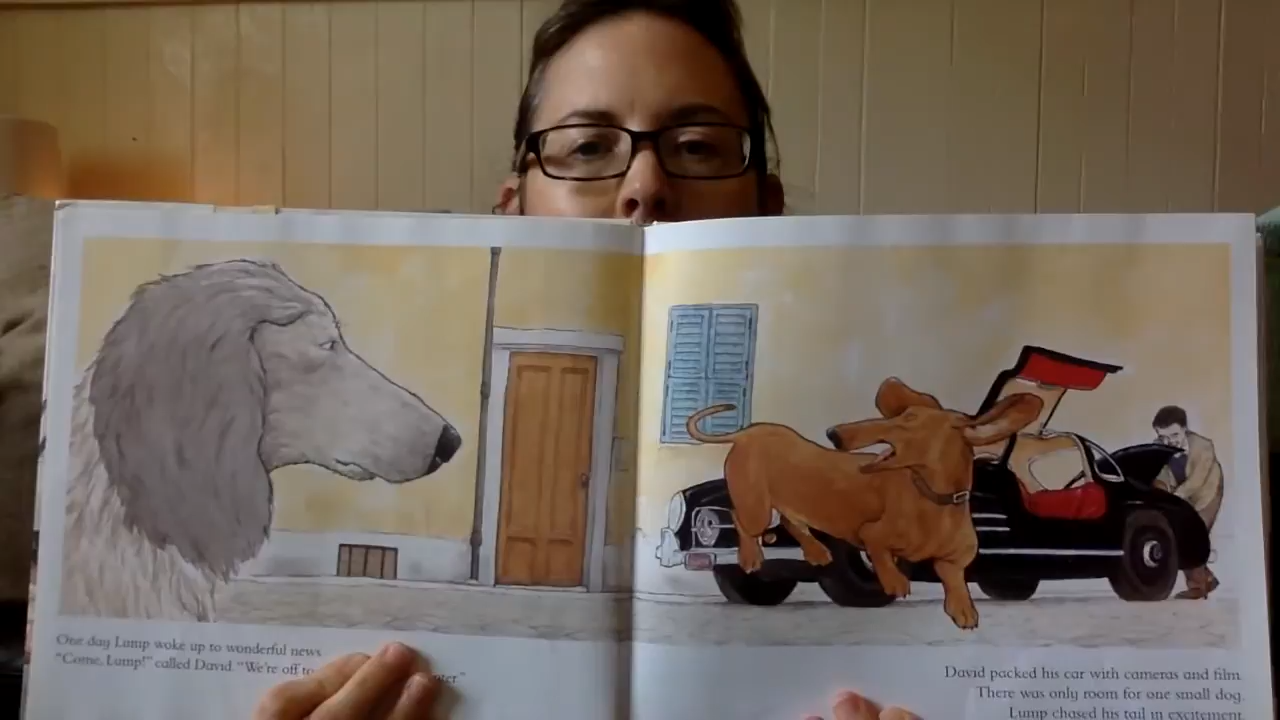 One day Lump woke up to wonderful news
"Come, Lump!" called David. "We're off to
David packed his car with cameras and film.
There was only room for one small dog.
Lump chased his tail in excitement